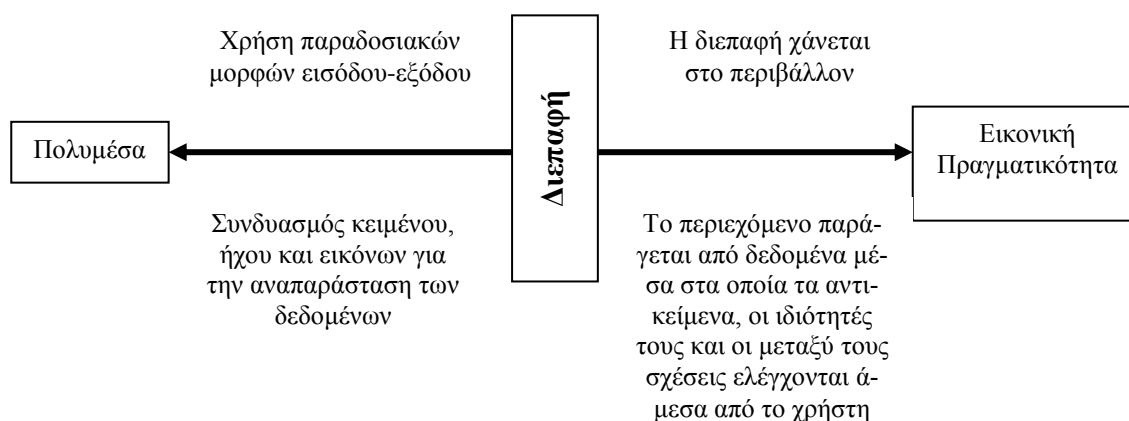 Χρήση παραδοσιακών
μορφών εισόδου-εξόδου
Η διεπαφή χάνεται
στο περιβάλλον
Πολυμέσα
Διεπαφή
Εικονική
Πραγματικότητα
Συνδυασμός κειμένου,
ήχου και εικόνων για
την αναπαράσταση των
δεδομένων
Το περιεχόμενο παρά-
γεται από δεδομένα μέ-
σα στα οποία τα αντι-
κείμενα, οι ιδιότητές
τους και οι μεταξύ τους
σχέσεις ελέγχονται ά-
μεσα από το χρήστη